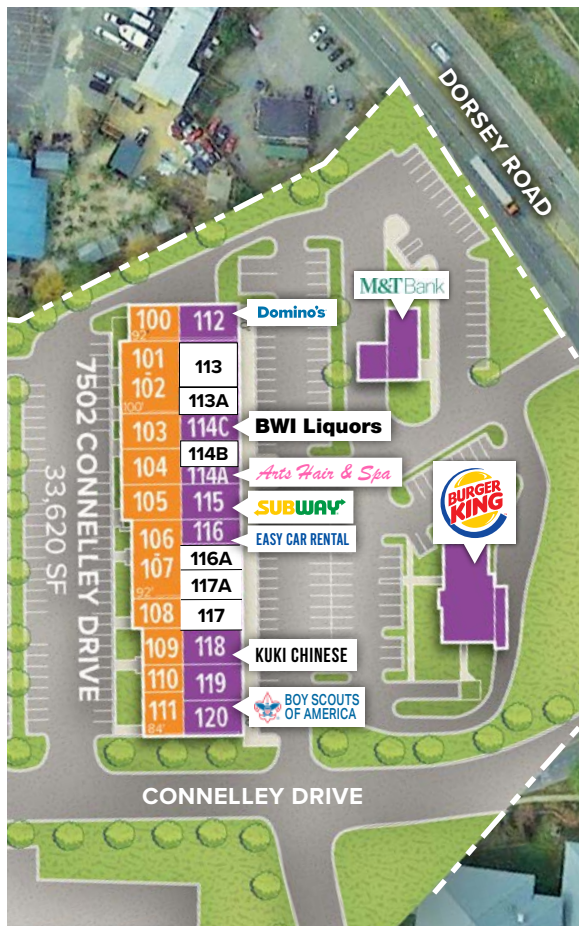 DORSEY ROAD
M&T Bank
100
92'
112
Domino's
101
-
102
100'
113
113A
103
114C
BWI Liquors
114B
104
114A
Arts Hair & Spa
105
115
SUBWAY
BURGER
KING
106
-
107
92'
116
EASY CAR RENTAL
116A
117A
108
117
109
118
KUKI CHINESE
110
119
111
84'
120
BOY SCOUTS
OF AMERICA
7502 CONNELLEY DRIVE
33,620 SF
CONNELLEY DRIVE